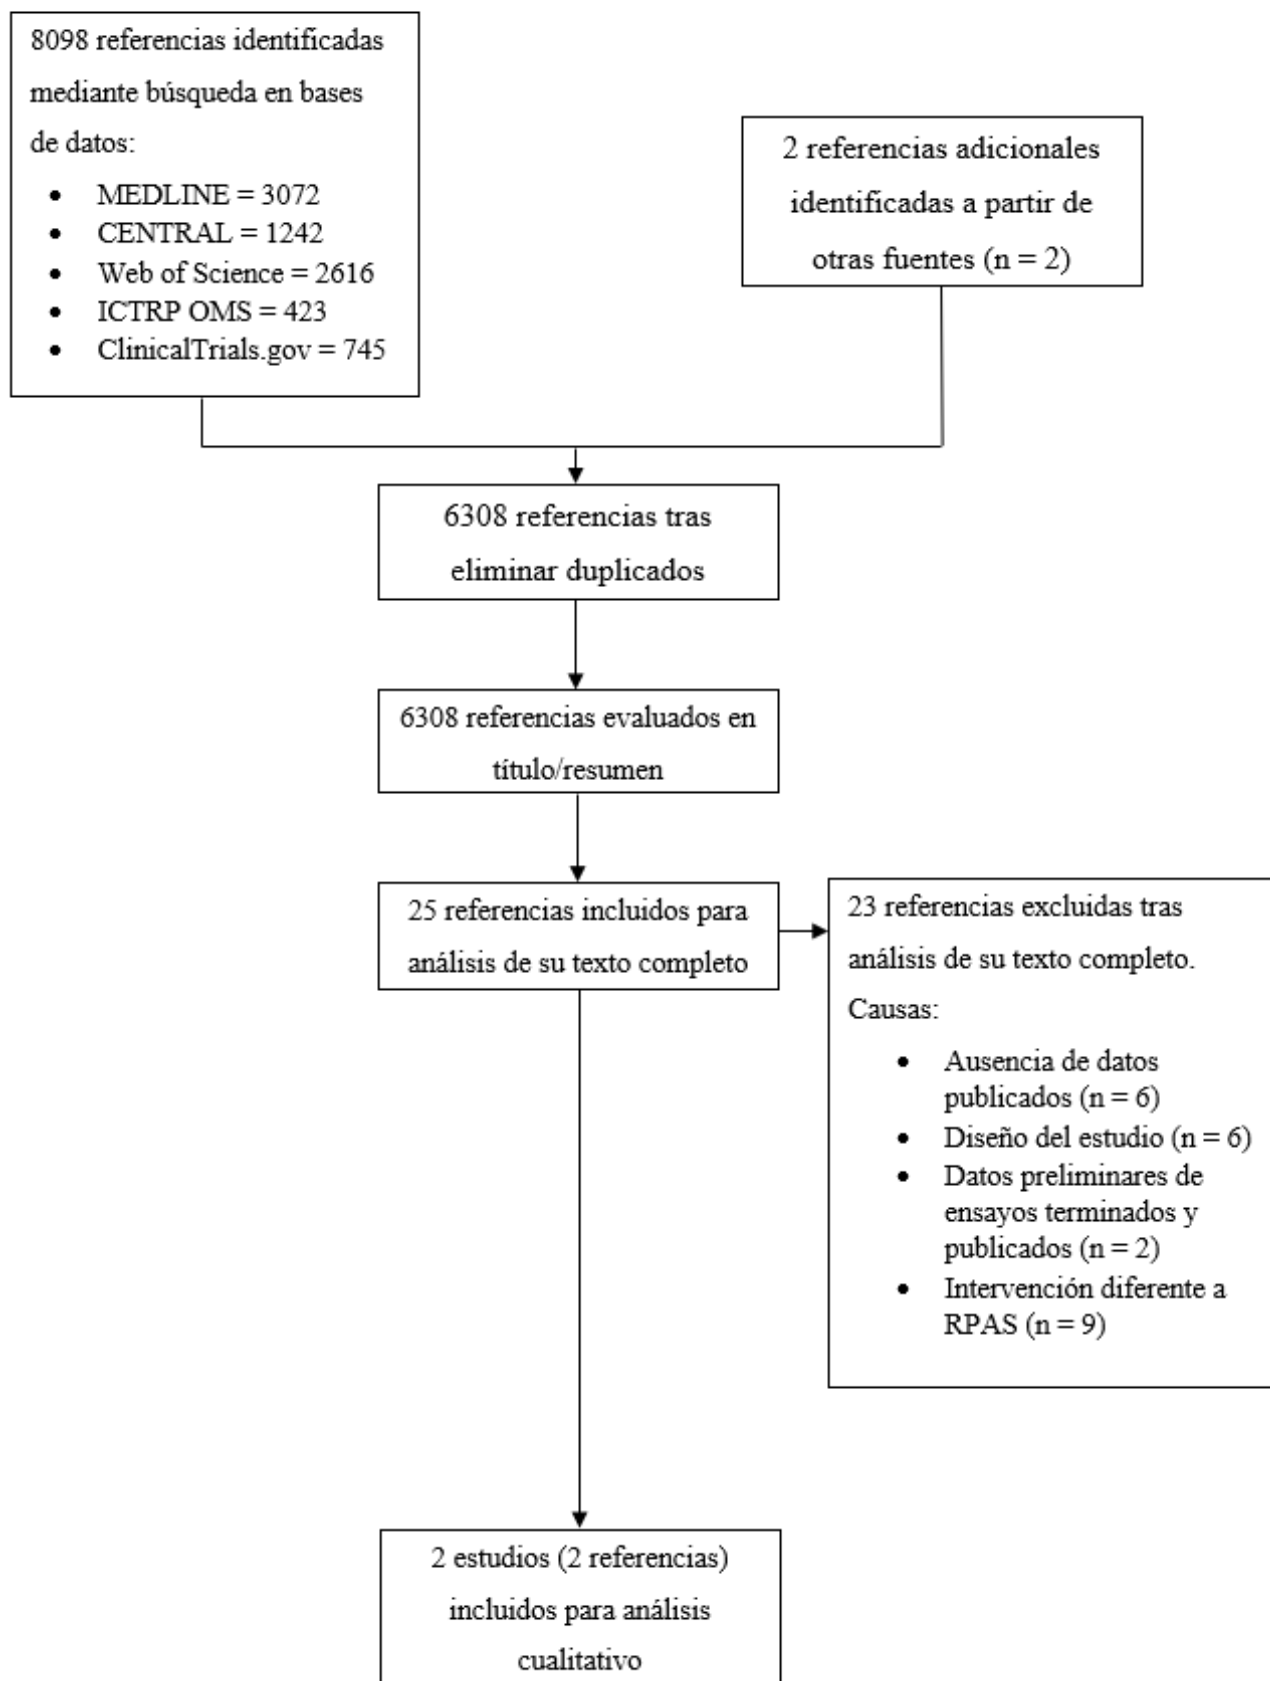 8098 referencias identificadas
mediante búsqueda en bases
de datos:
• MEDLINE = 3072
• CENTRAL = 1242
• Web of Science = 2616
• ICTRP OMS = 423
• ClinicalTrials.gov = 745
2 referencias adicionales
identificadas a partir de
otras fuentes (n = 2)
6308 referencias tras
eliminar duplicados
6308 referencias evaluados en
título/resumen
25 referencias incluidos para
análisis de su texto completo
23 referencias excluidas tras
análisis de su texto completo.
Causas:
• Ausencia de datos
publicados (n = 6)
• Diseño del estudio (n = 6)
• Datos preliminares de
ensayos terminados y
publicados (n = 2)
• Intervención diferente a
RPAS (n = 9)
2 estudios (2 referencias)
incluidos para análisis
cualitativo